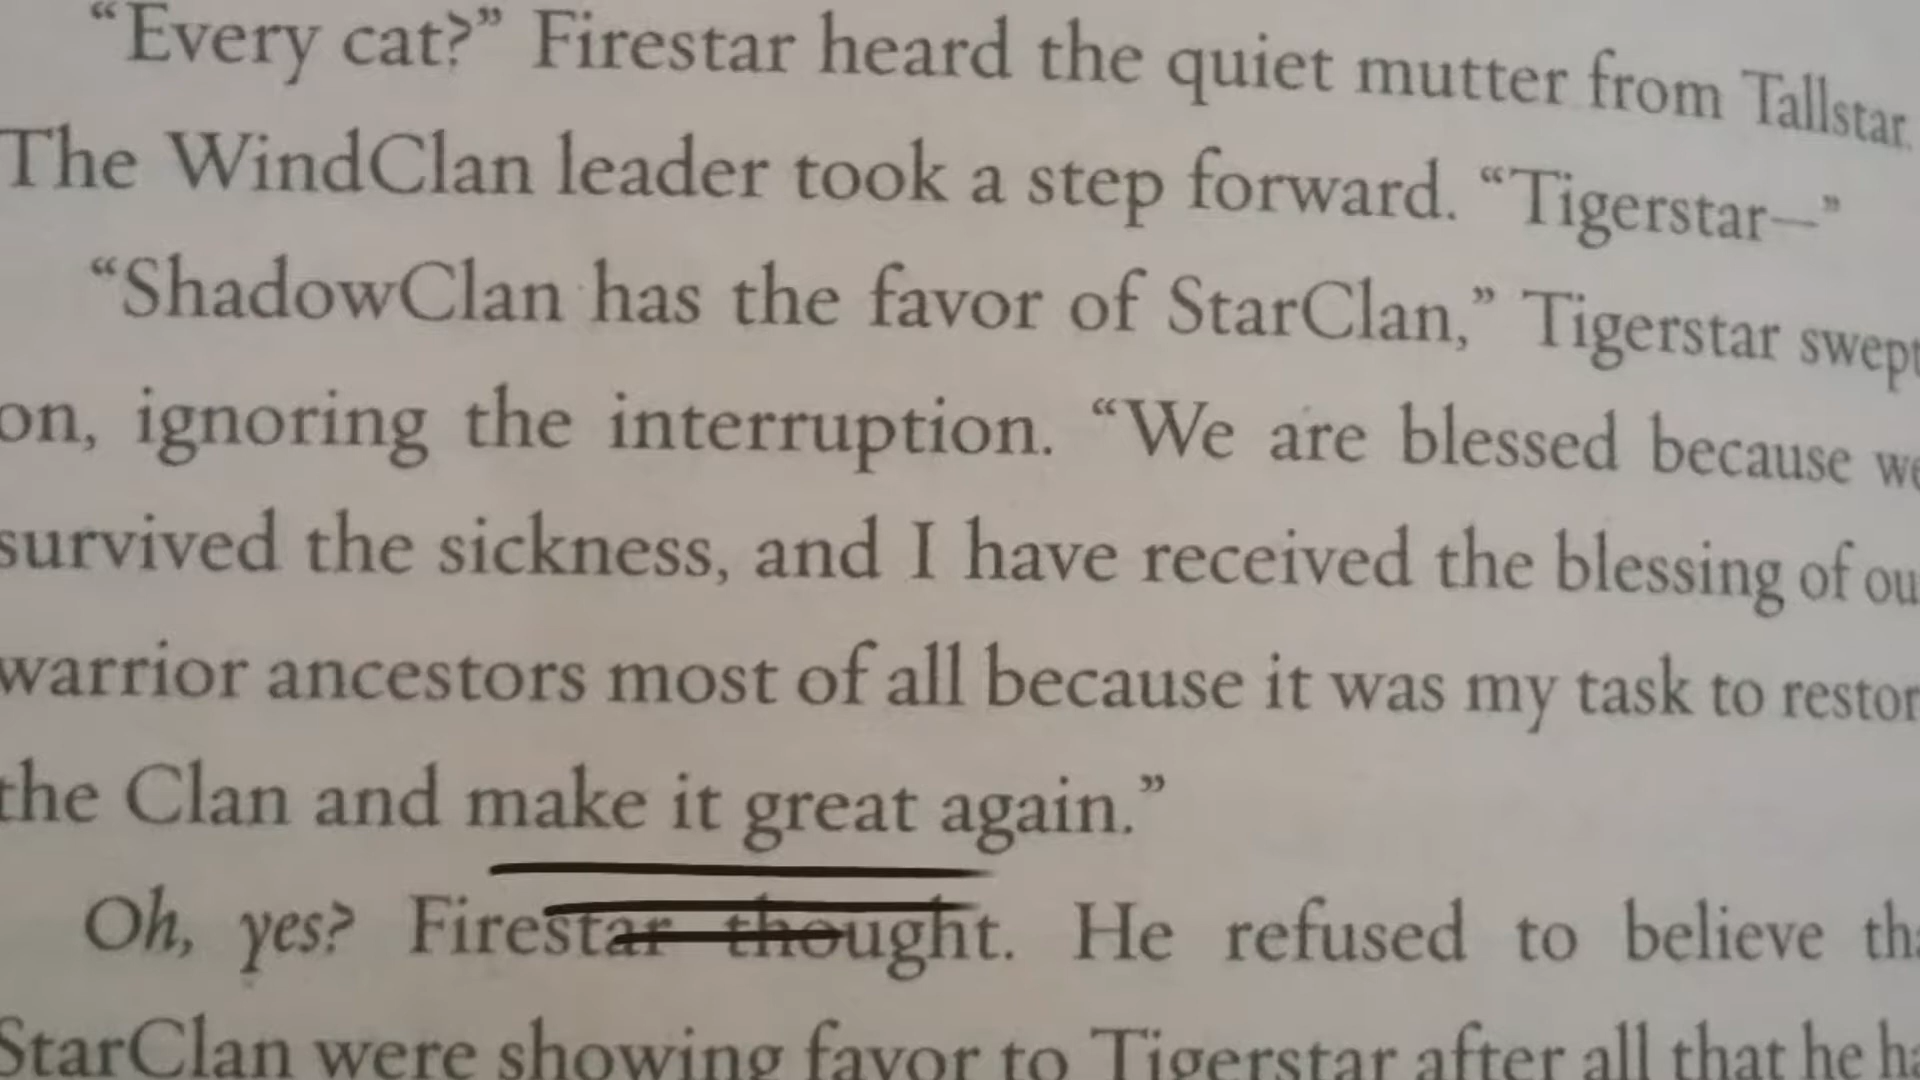 “Every cat?” Firestar heard the quiet mutter from Tallstar.
The WindClan leader took a step forward. “Tigerstar—”
“ShadowClan has the favor of StarClan,” Tigerstar swept
on, ignoring the interruption. “We are blessed because we
survived the sickness, and I have received the blessing of ou
warrior ancestors most of all because it was my task to restor
the Clan and make it great again.”
Oh, yes? Firestar thought. He refused to believe tha
StarClan were showing favor to Tigerstar after all that he ha